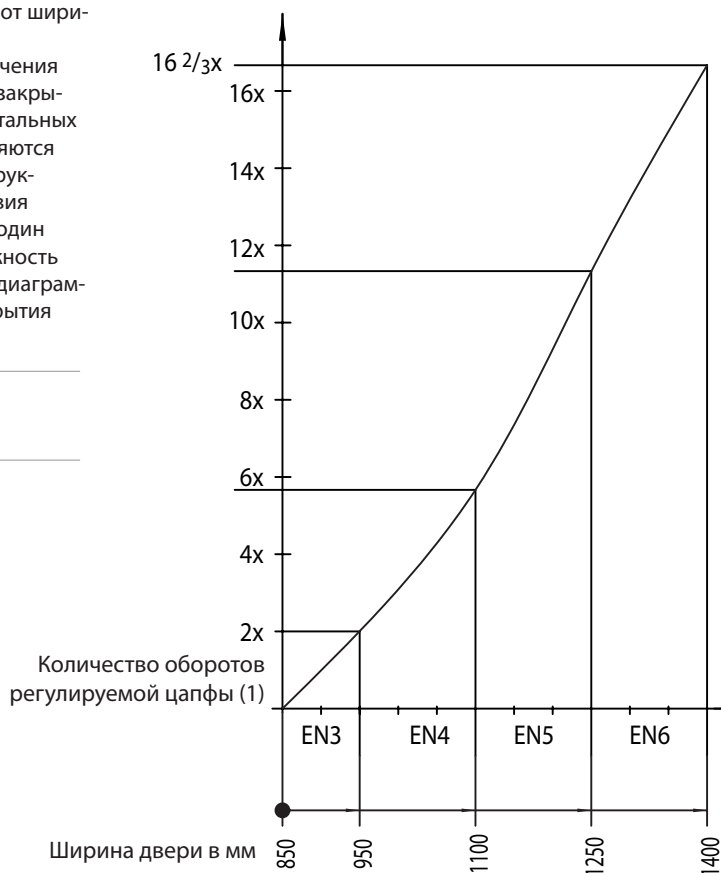 от шири-
чения
закры-
тальных
яются
рук-
вия
один
жность
диаграм-
рытия
16 2/3x
16x
14x
12x
10x
8x
6x
4x
2x
Количество оборотов
регулируемой цапфы (1)
EN3 EN4 EN5 EN6
Ширина двери в мм 850 950 1100 1250 1400